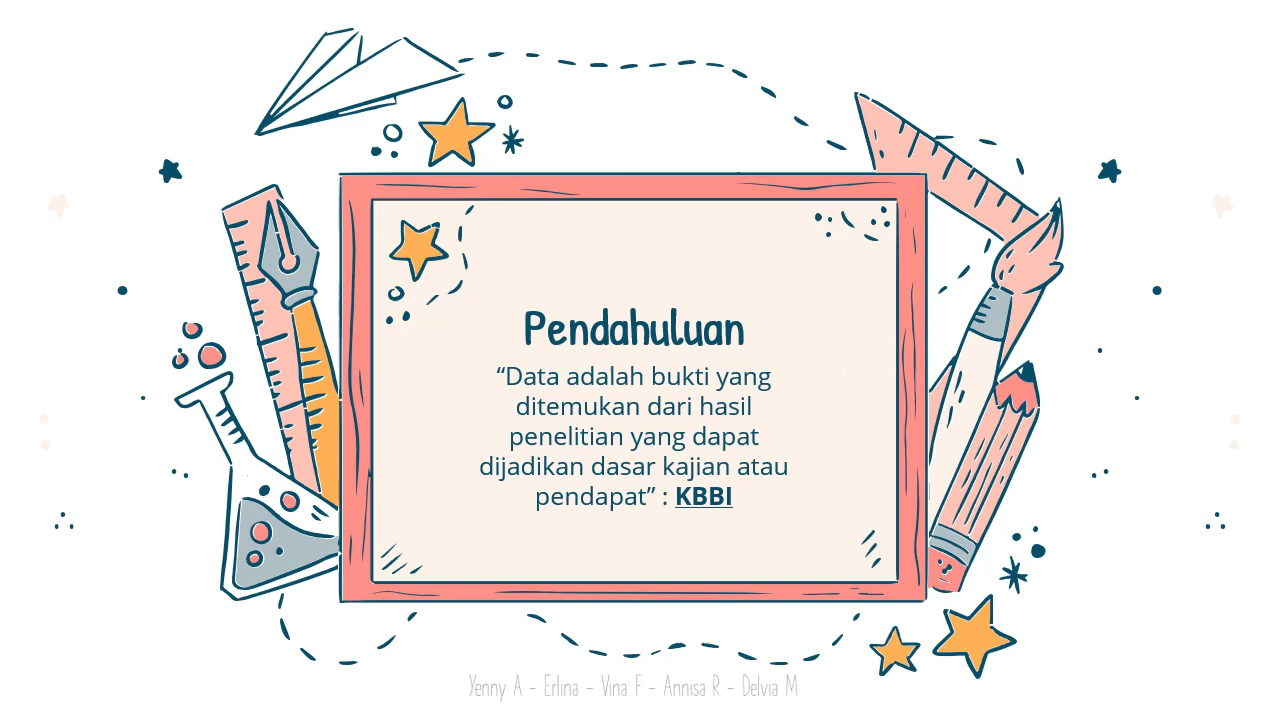 Pendahuluan
“Data adalah bukti yang
ditemukan dari hasil
penelitian yang dapat
dijadikan dasar kajian atau
pendapat” : KBBI
Yenny A - Erlina - Vina F - Annisa R - Delvia M